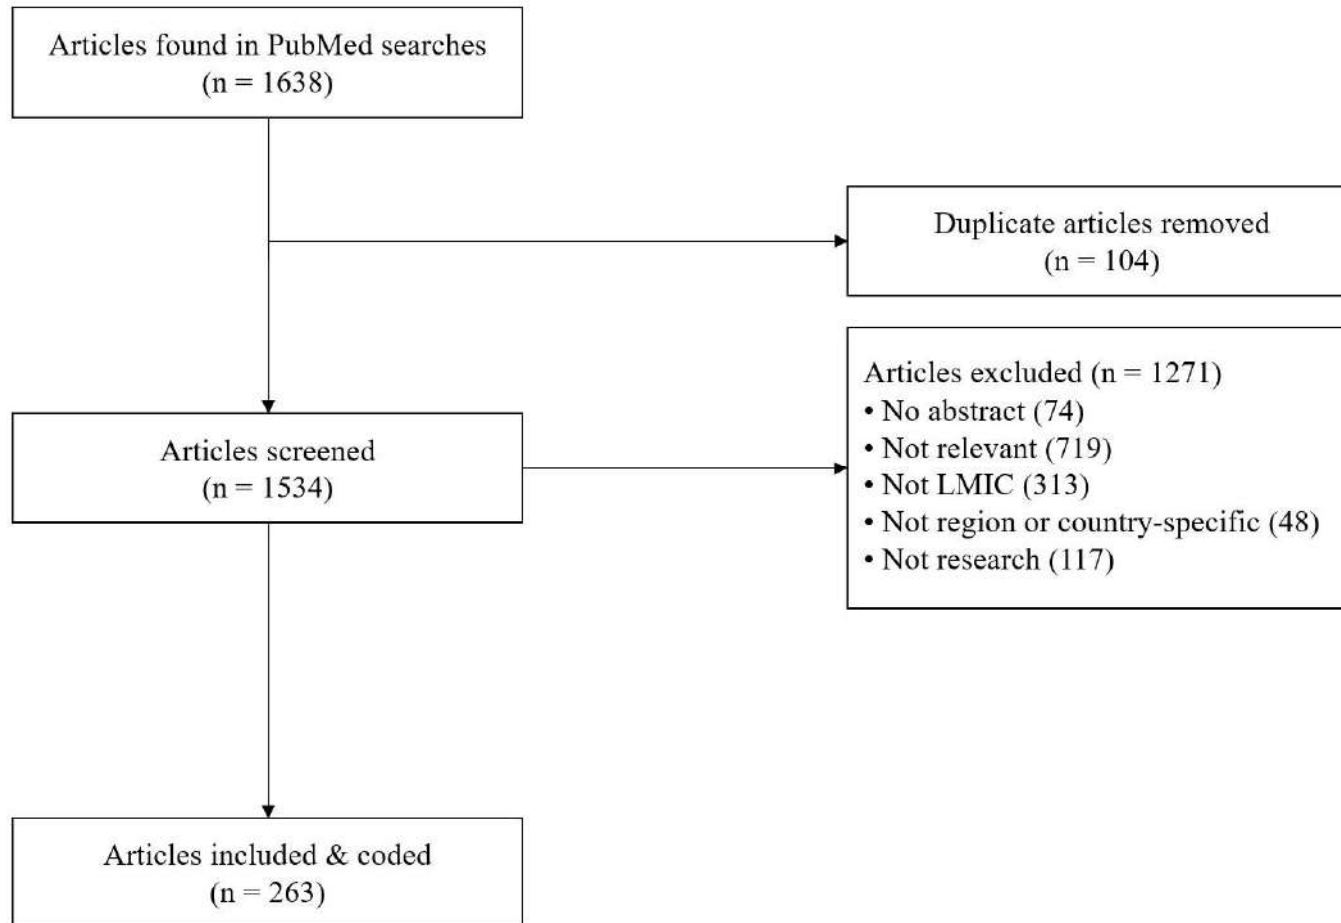 Articles found in PubMed searches
(n = 1638)
Duplicate articles removed
(n = 104)
Articles screened
(n = 1534)
Articles excluded (n = 1271)
• No abstract (74)
• Not relevant (719)
• Not LMIC (313)
• Not region or country-specific (48)
• Not research (117)
Articles included & coded
(n = 263)